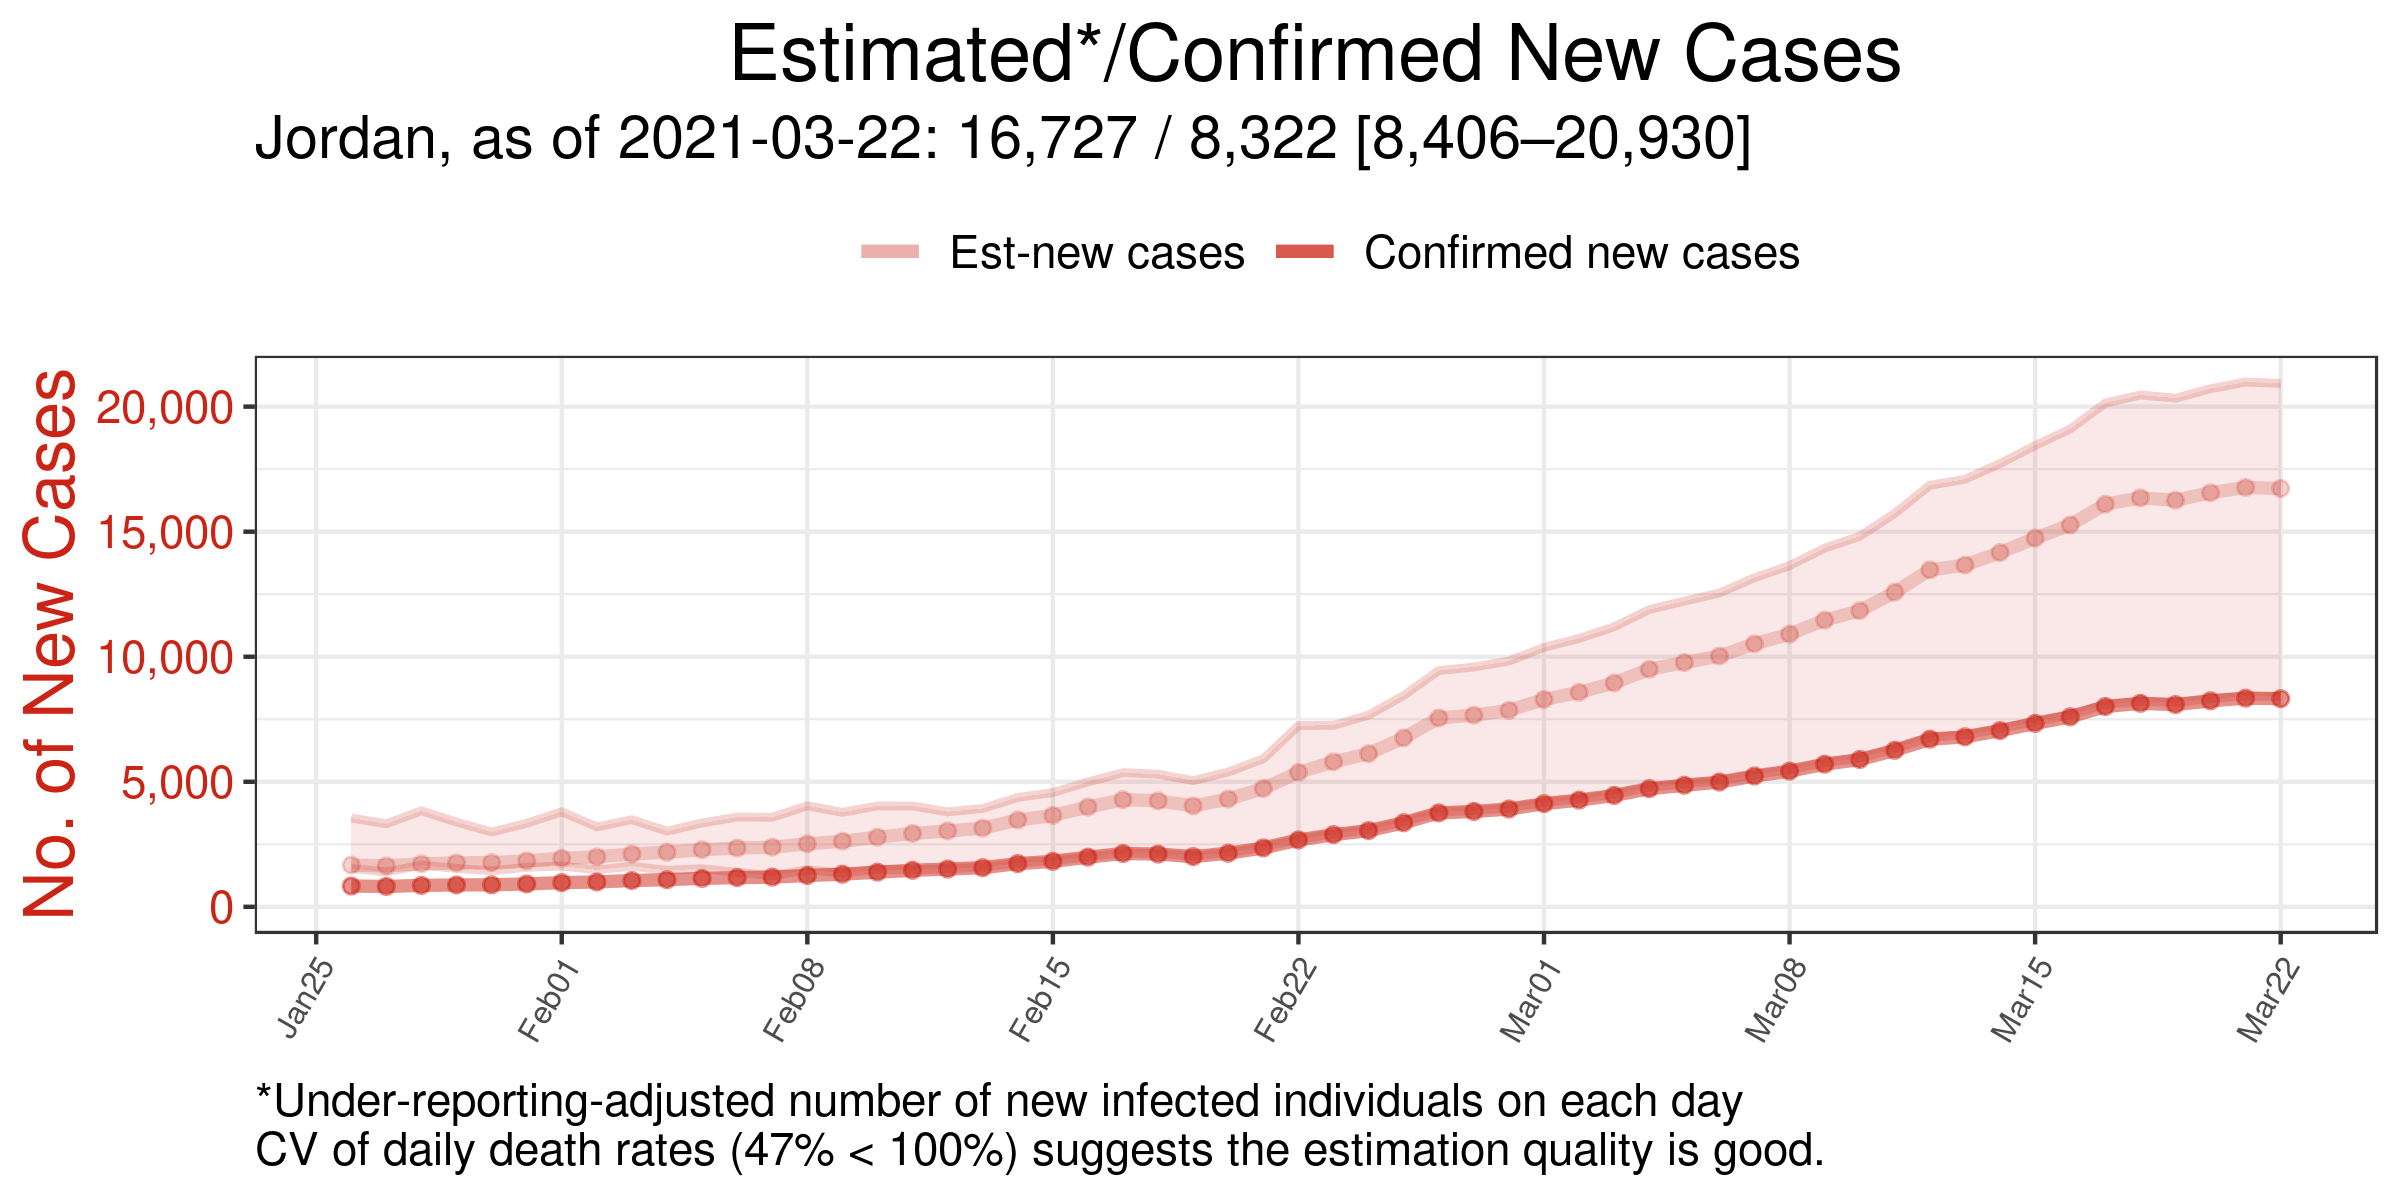 Estimated*/Confirmed New Cases
Jordan, as of 2021-03-22: 16,727 / 8,322 [8,406–20,930]
Est-new cases
Confirmed new cases
No. of New Cases
20,000
15,000
10,000
5,000
0
Jan25
Feb01
Feb08
Feb15
Feb22
Mar01
Mar08
Mar15
Mar22
*Under-reporting-adjusted number of new infected individuals on each day
CV of daily death rates (47% < 100%) suggests the estimation quality is good.